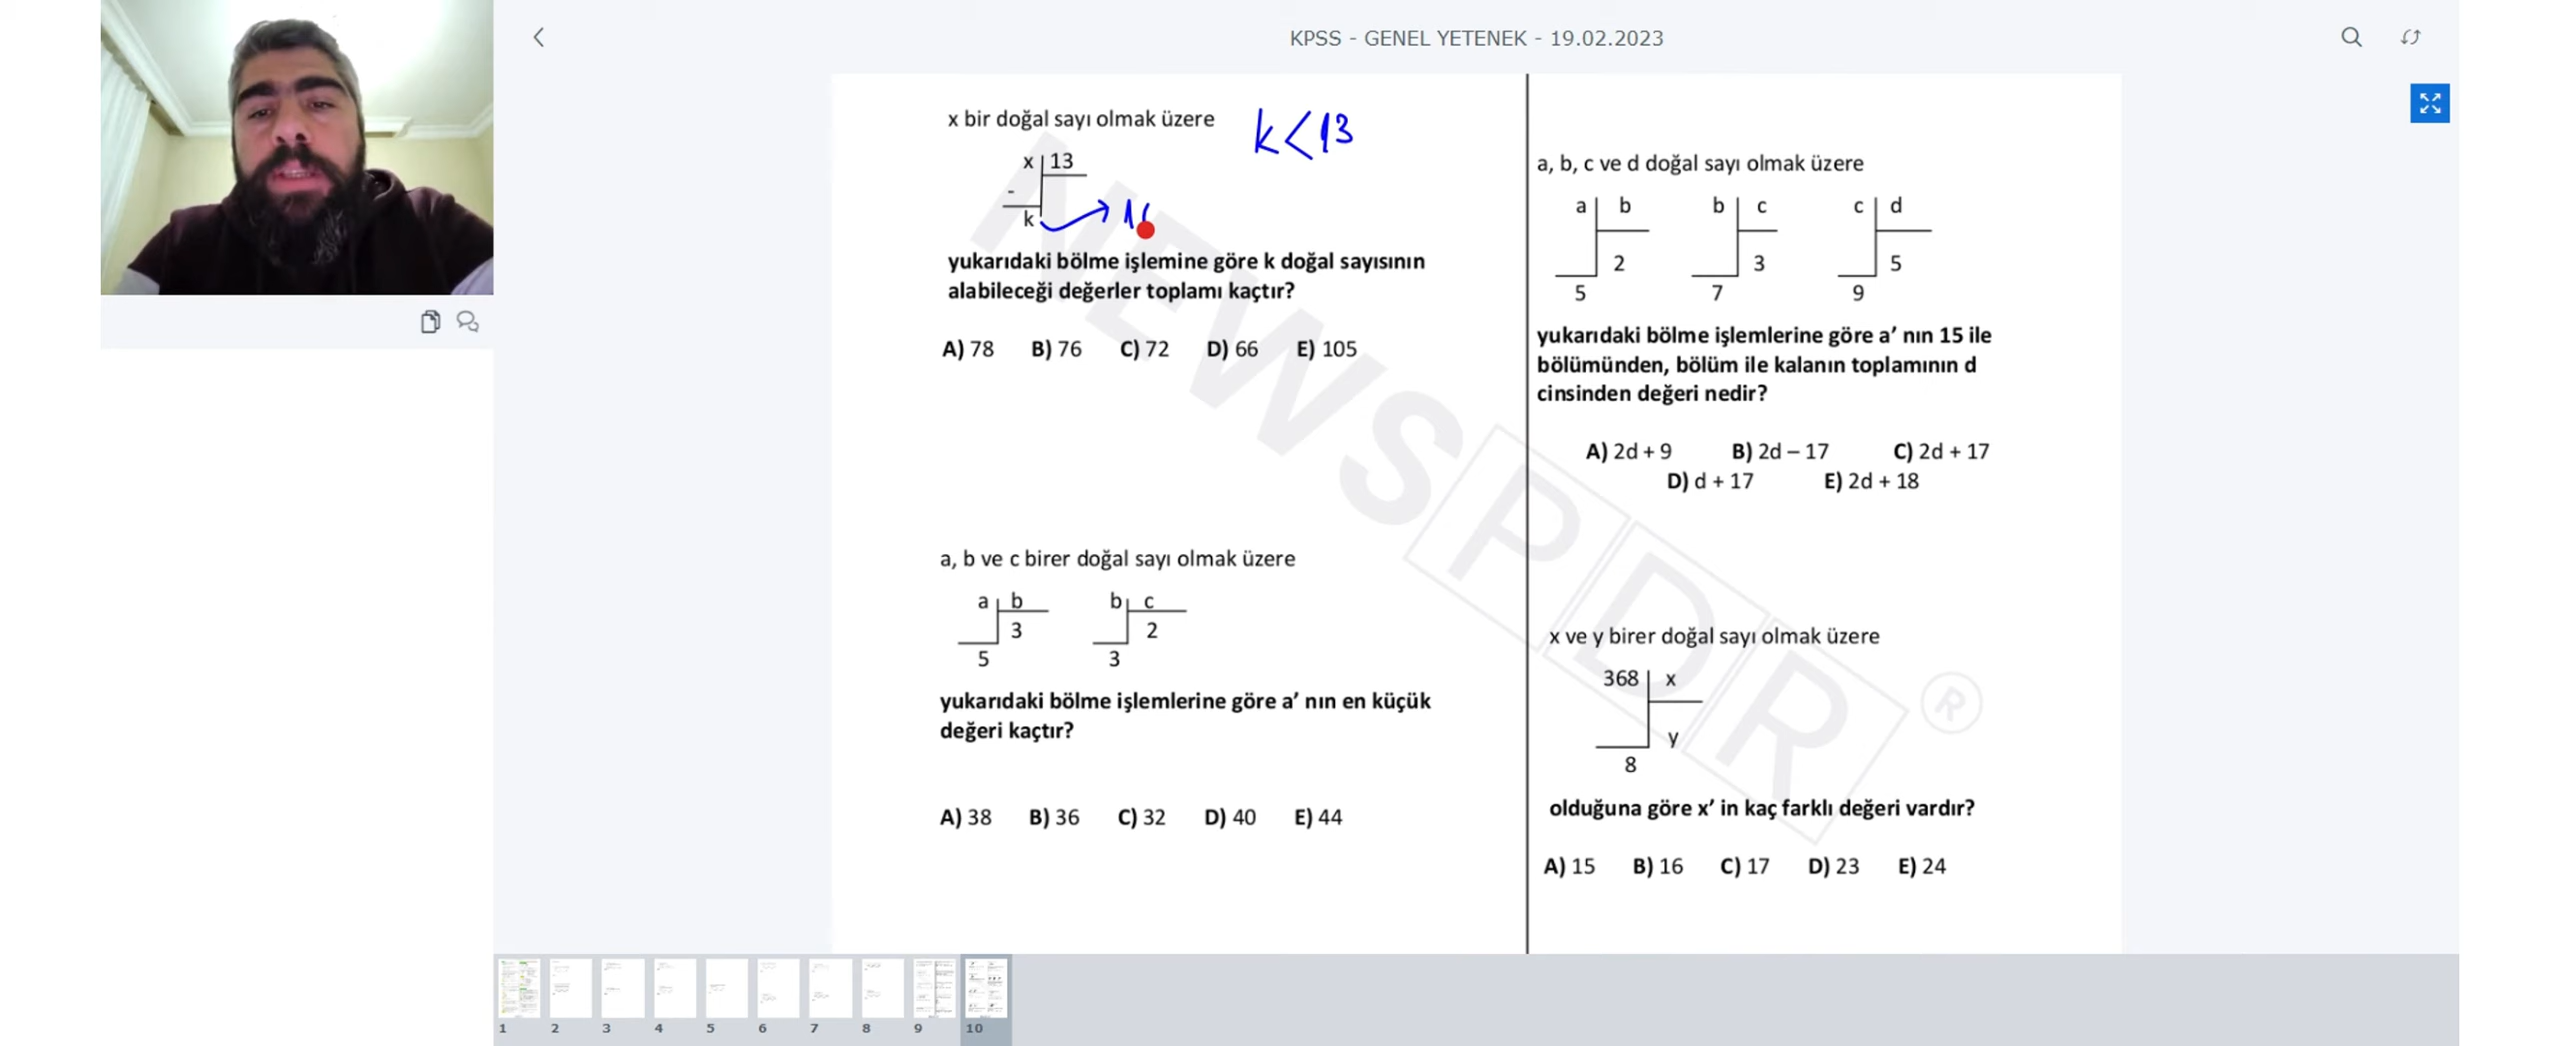 KPSS - GENEL YETENEK - 19.02.2023
x bir doğal sayı olmak üzere
k < 13
x 13
-
k
yukarıdaki bölme işlemine göre k doğal sayısının
alabileceği değerler toplamı kaçtır?
A) 78 B) 76 C) 72 D) 66 E) 105
a, b ve c birer doğal sayı olmak üzere
a b b c
3 2
5 3
yukarıdaki bölme işlemlerine göre a’ nın en küçük
değeri kaçtır?
A) 38 B) 36 C) 32 D) 40 E) 44
a, b, c ve d doğal sayı olmak üzere
a b b c c d
2 3 5
5 7 9
yukarıdaki bölme işlemlerine göre a’ nın 15 ile
bölümünden, bölüm ile kalanın toplamının d
cinsinden değeri nedir?
A) 2d + 9 B) 2d – 17 C) 2d + 17
D) d + 17 E) 2d + 18
x ve y birer doğal sayı olmak üzere
368 x
y
8
olduğuna göre x’ in kaç farklı değeri vardır?
A) 15 B) 16 C) 17 D) 23 E) 24
NEWSPDR®
1 2 3 4 5 6 7 8 9 10